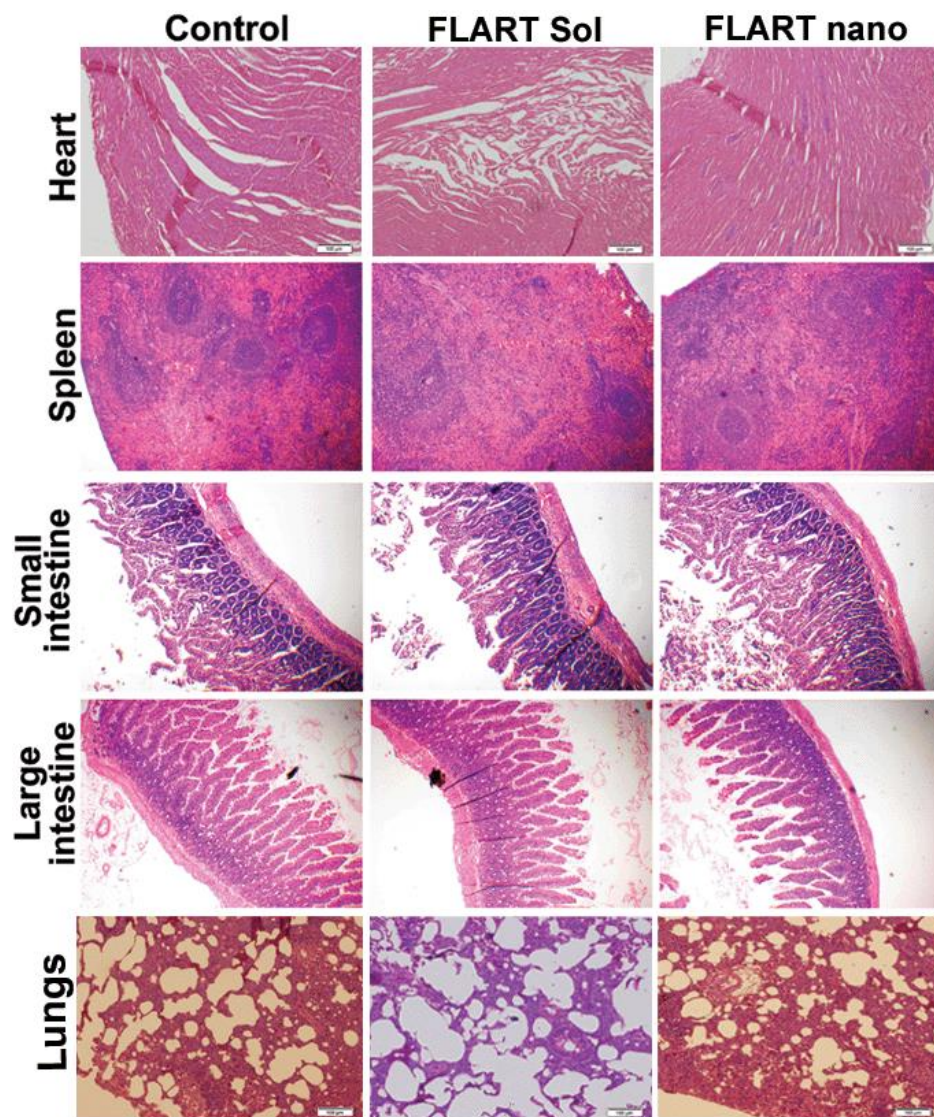 Control FLART Sol FLART nano
Heart
Spleen
Small
intestine
Large
intestine
Lungs